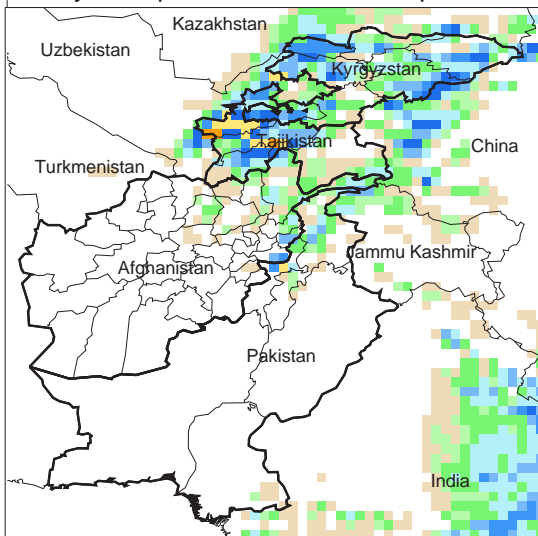 Kazakhstan
Uzbekistan
Kyrgyzstan
Tajikistan
China
Turkmenistan
Jammu Kashmir
Afghanistan
Pakistan
India